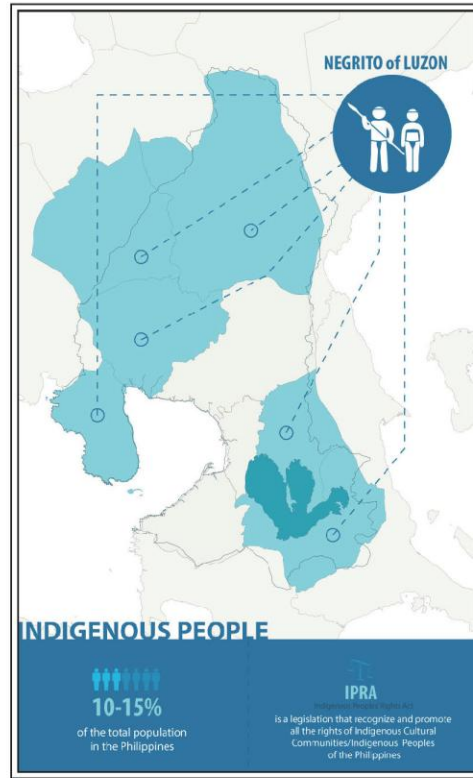 NEGRITO of LUZON
INDIGENOUS PEOPLE
10-15%
of the total population
in the Philippines
IPRA
Indigenous Peoples Rights Act
is a legislation that recognize and promote
all the rights of Indigenous Cultural
Communities/Indigenous Peoples
of the Philippines